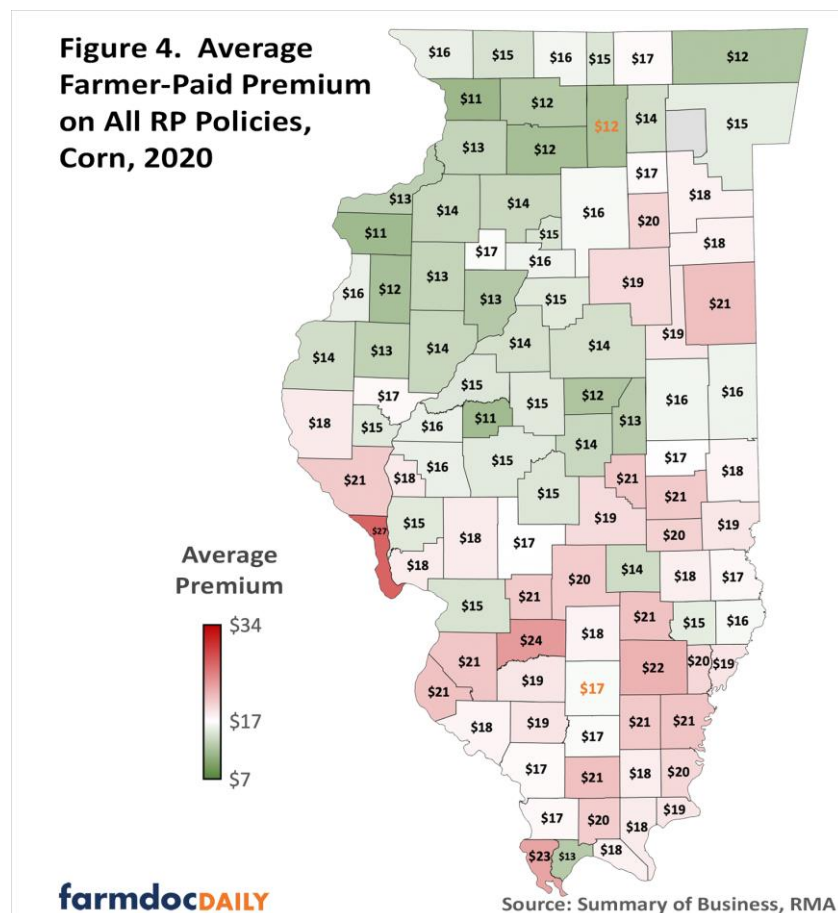 Figure 4. Average
Farmer-Paid Premium
on All RP Policies,
Corn, 2020
$16 $15 $16 $15 $17 $12
$11 $12 $12 $14 $15
$13 $12
$17 $18
$13 $14 $14 $16 $20
$11 $17 $15 $18
$16
$16 $12 $13 $13 $15 $19 $21
$19
$14 $13 $14 $14 $14
$17 $15 $12 $16 $16
$18 $15 $16 $11 $15 $13
$14
$21 $18 $16 $15 $17 $18
$21 $21
$27 $15 $15 $19 $20 $19
$18 $18 $17
$20 $14 $18 $17
$15 $21 $21 $15 $16
$24 $18
$21 $19 $22 $20 $19
$21 $17
$18 $19 $21 $21
$17
$17 $21 $18 $20
$17 $20 $18 $19
$23 $13 $18
Average
Premium
$34
$17
$7
farmdocDAILY
Source: Summary of Business, RMA